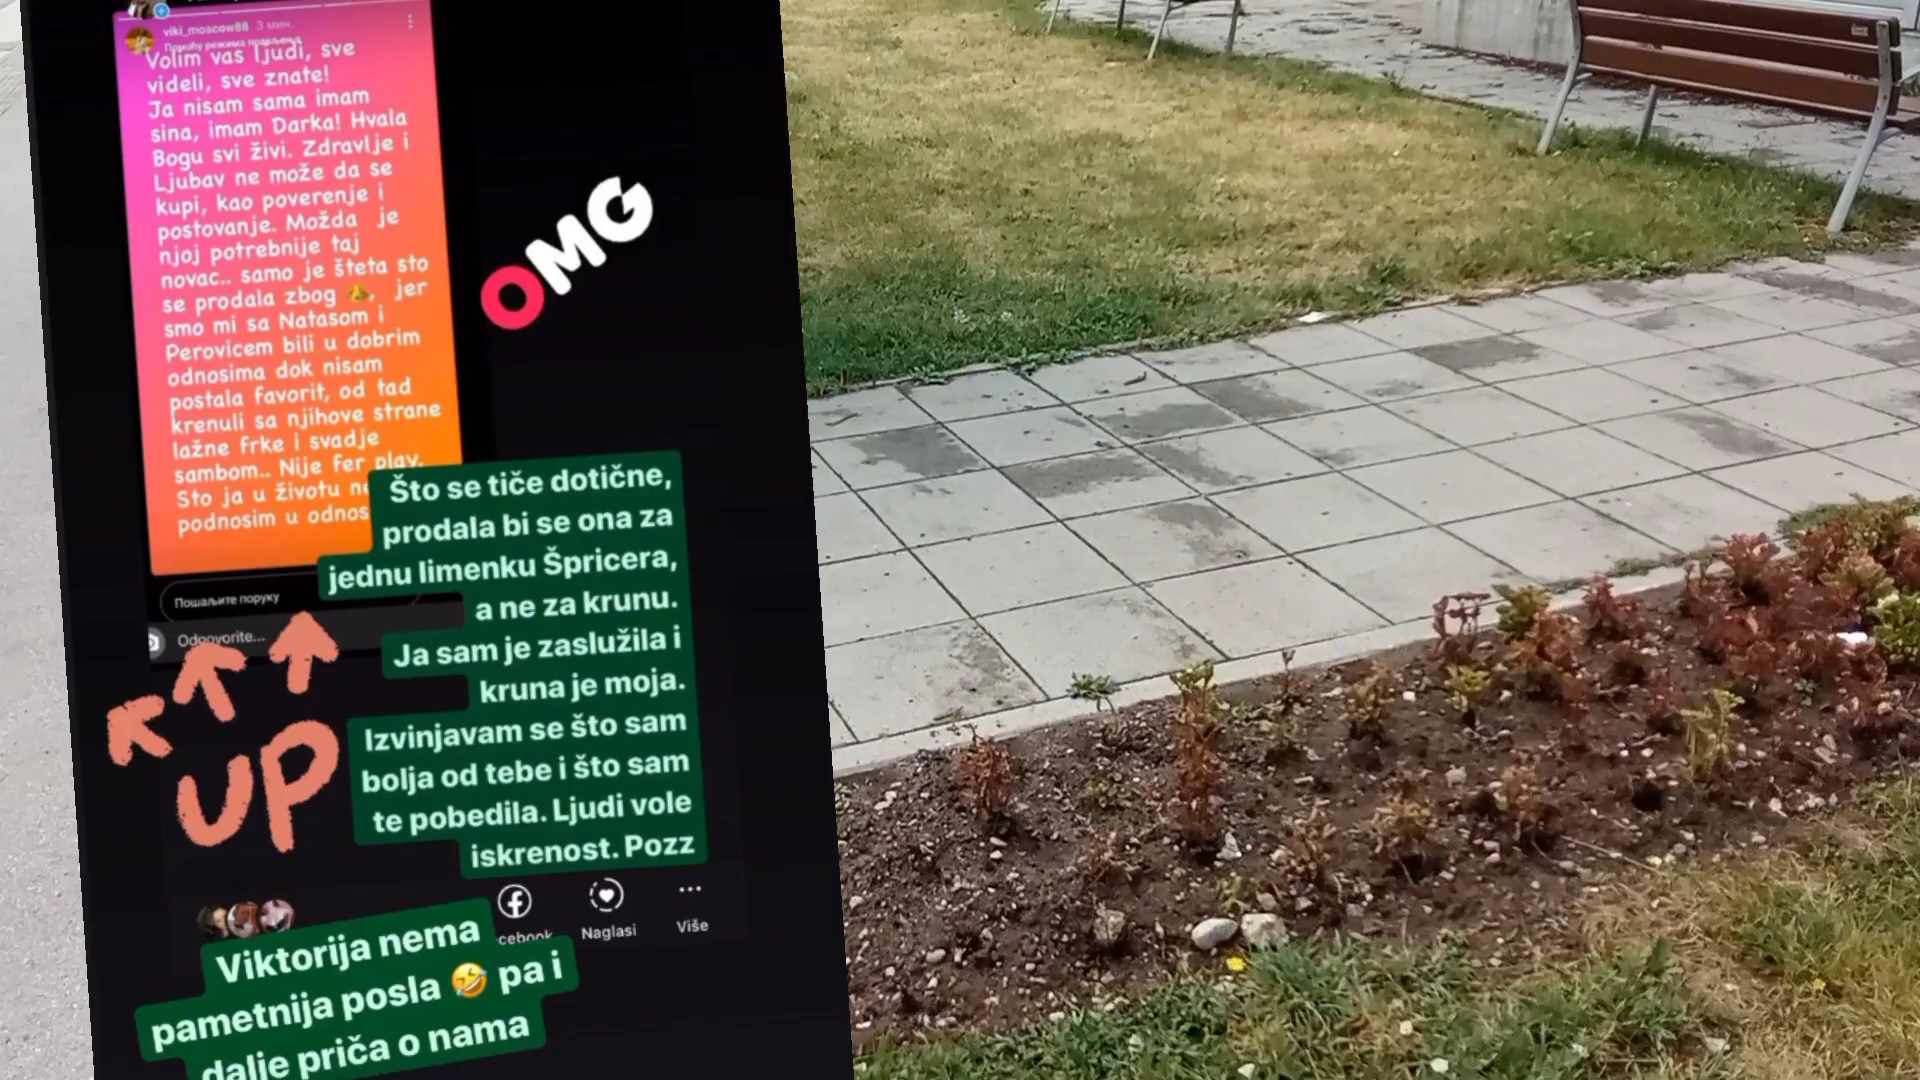 viki_moscow88 3 мин.
Volim vas ljudi, sve
videli, sve znate!
Ja nisam sama imam
sina, imam Darka! Hvala
Bogu svi živi. Zdravlje i
Ljubav ne može da se
kupi, kao poverenje i
postovanje. Možda je
njoj potrebnije taj
novac.. samo je šteta sto
se prodala zbog 💩, jer
smo mi sa Natasom i
Perovicem bili u dobrim
odnosima dok nisam
postala favorit, od tad
krenuli sa njihove strane
lažne frke i svadje
sambom.. Nije fer play.
Sto ja u životu
podnosim u
Пошаљите поруку
Odgovorite...
OMG
Što se tiče dotične,
prodala bi se ona za
jednu limenku Špricera,
a ne za krunu.
Ja sam je zaslužila i
kruna je moja.
Izvinjavam se što sam
bolja od tebe i što sam
te pobedila. Ljudi vole
iskrenost. Pozz
UP
Naglasi
Više
Viktorija nema
pametnija posla 🤣 pa i
dalje priča o nama